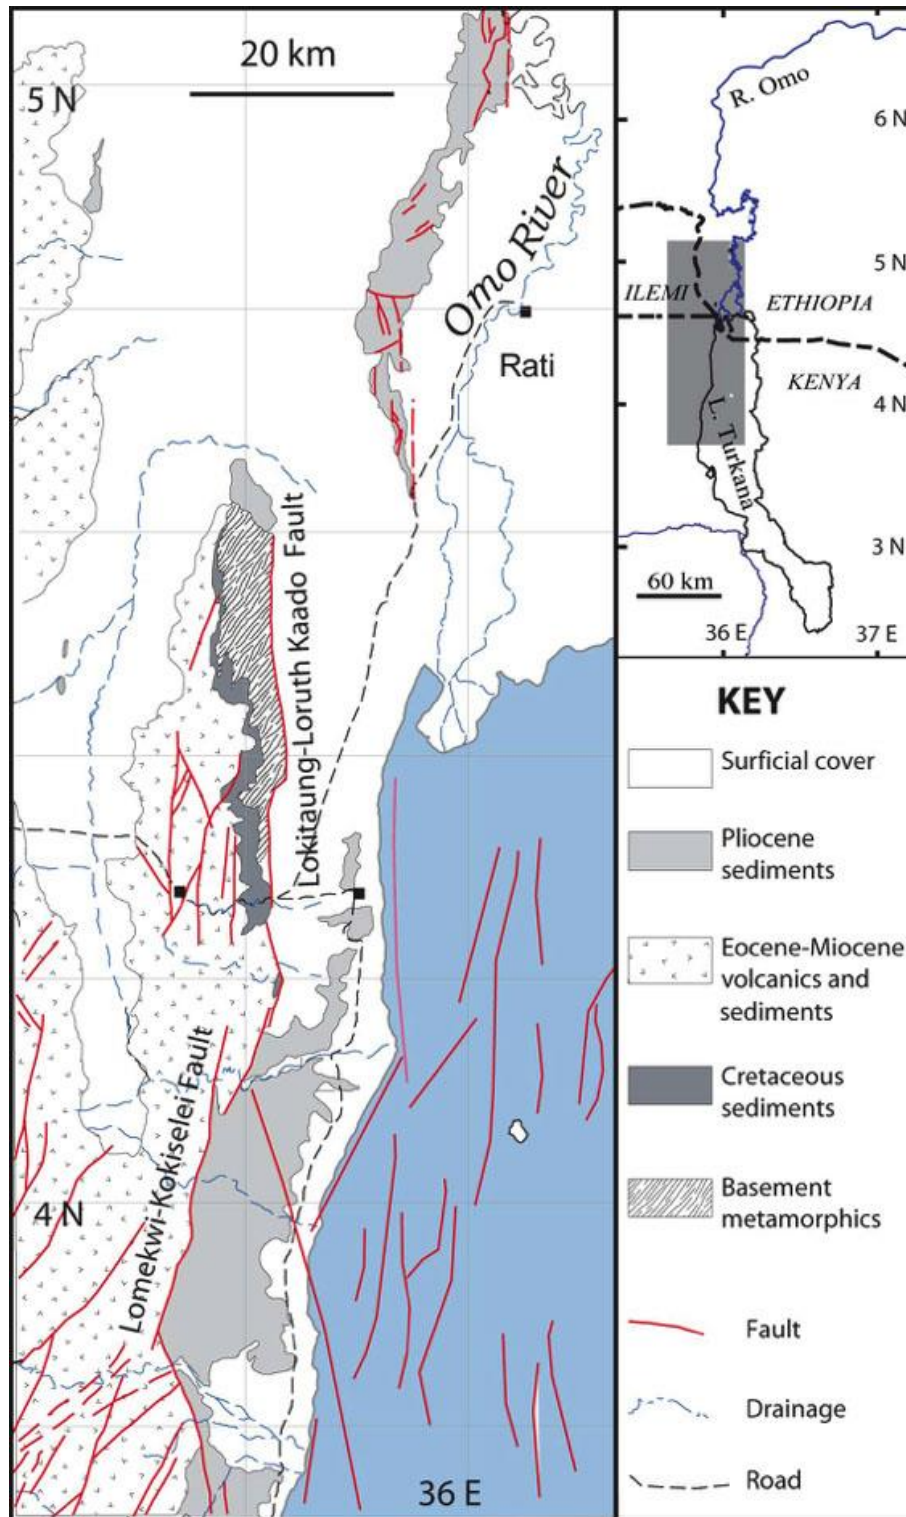 20 km
5 N
Omo River
Rati
Lokitaung-Loruth Kaado Fault
Lomekwi-Kokiselei Fault
4 N
36 E
R. Omo
6 N
5 N
ILEMI
ETHIOPIA
KENYA
4 N
L. Turkana
3 N
60 km
36 E
37 E
KEY
Surficial cover
Pliocene
sediments
Eocene-Miocene
volcanics and
sediments
Cretaceous
sediments
Basement
metamorphics
Fault
Drainage
Road